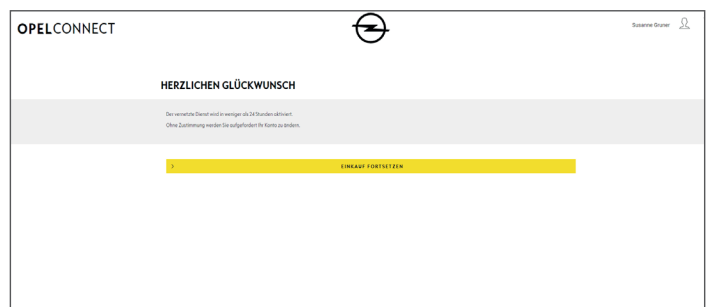 OPELCONNECT
Susanne Gruner
HERZLICHEN GLÜCKWUNSCH
Der vernetzte Dienst wird in weniger als 24 Stunden aktiviert.
Ohne Zustimmung werden Sie aufgefordert Ihr Konto zu ändern.
> EINKAUF FORTSETZEN